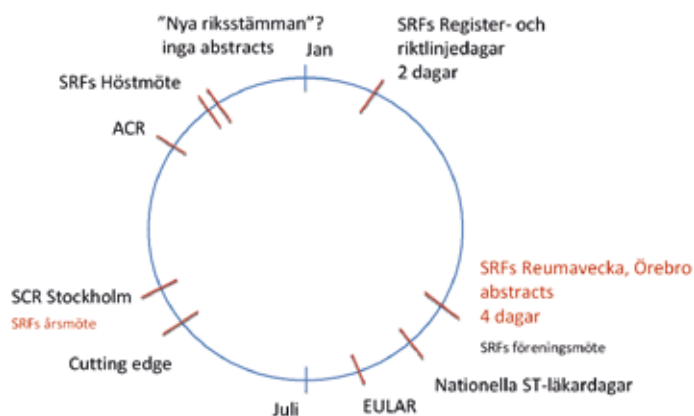 ”Nya riksstämman”?
inga abstracts
Jan
SRFs Register- och
riktlinjedagar
2 dagar
SRFs Höstmöte
ACR
SRFs Reumavecka, Örebro
abstracts
4 dagar
SRFs föreningsmöte
SCR Stockholm
SRFs årsmöte
Cutting edge
Nationella ST-läkardagar
EULAR
Juli